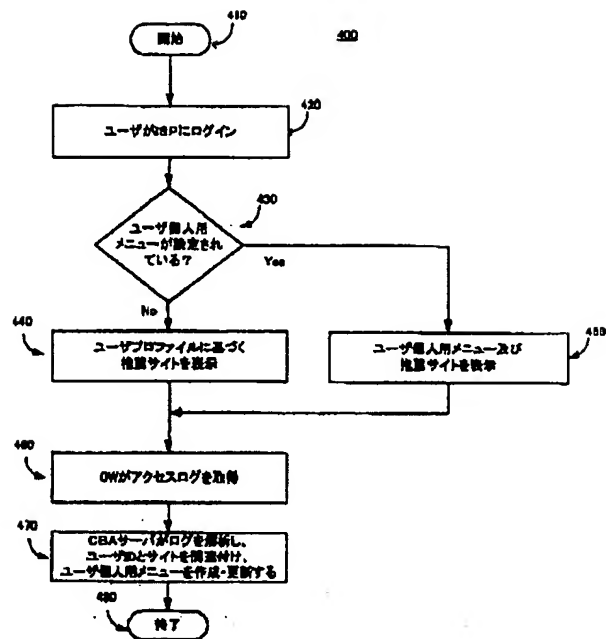 400
410
開始
420
ユーザがISPにログイン
430
ユーザ個人用
メニューが設定され
ている?
Yes
No
440
ユーザプロファイルに基づく
推薦サイトを表示
450
ユーザ個人用メニュー及び
推薦サイトを表示
460
GWがアクセスログを取得
470
CBAサーバがログを解析し、
ユーザIDとサイトを関連付け、
ユーザ個人用メニューを作成・更新する
480
終了